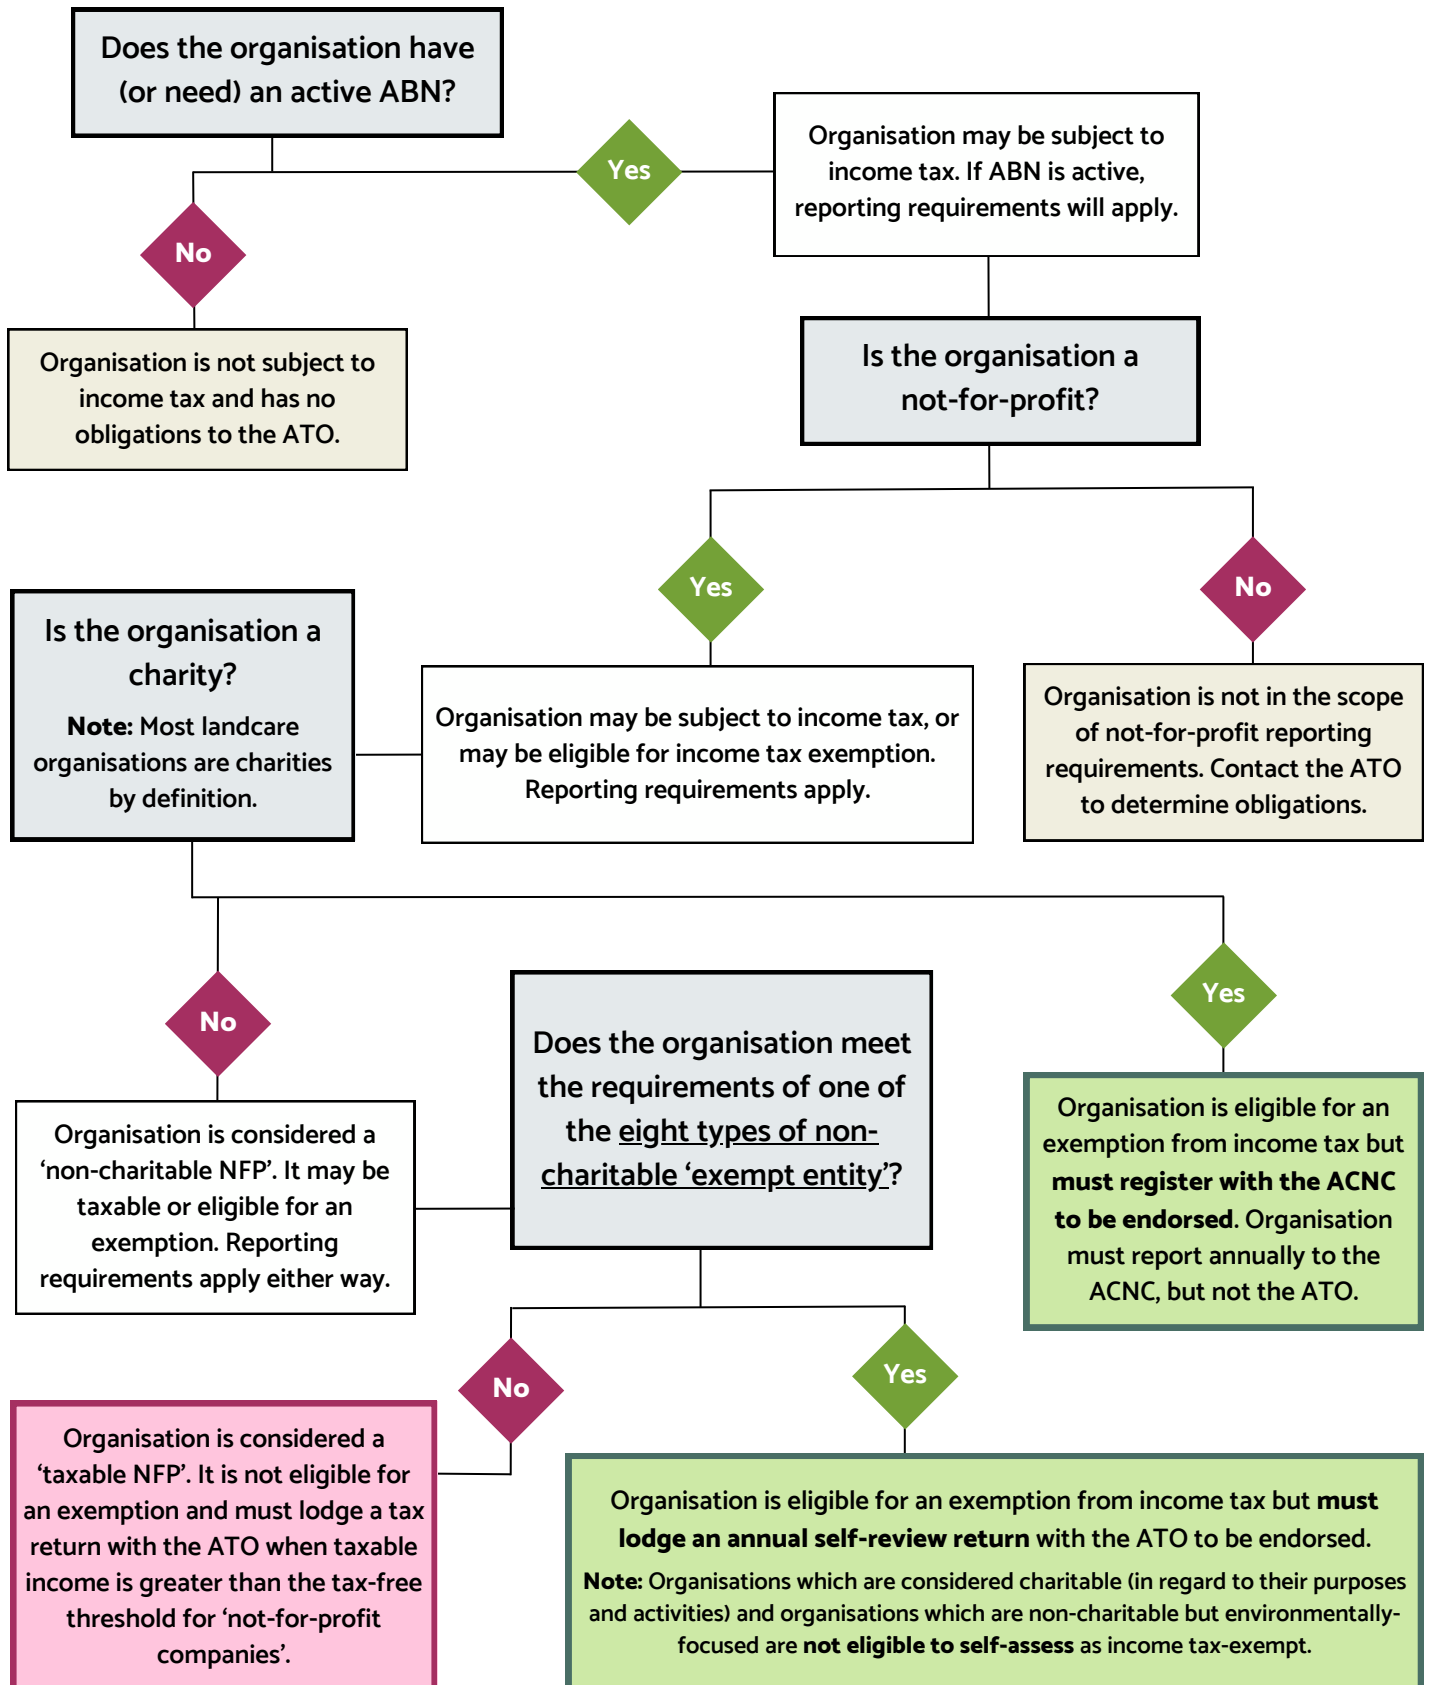 Does the organisation have
(or need) an active ABN?
Yes
Organisation may be subject to
income tax. If ABN is active,
reporting requirements will apply.
No
Organisation is not subject to
income tax and has no
obligations to the ATO.
Is the organisation a
not-for-profit?
Yes
No
Is the organisation a
charity?
Note: Most landcare
organisations are charities
by definition.
Organisation may be subject to income tax, or
may be eligible for income tax exemption.
Reporting requirements apply.
Organisation is not in the scope
of not-for-profit reporting
requirements. Contact the ATO
to determine obligations.
No
Yes
Organisation is considered a
‘non-charitable NFP’. It may be
taxable or eligible for an
exemption. Reporting
requirements apply either way.
Does the organisation meet
the requirements of one of
the eight types of non-
charitable ‘exempt entity’?
Organisation is eligible for an
exemption from income tax but
must register with the ACNC
to be endorsed. Organisation
must report annually to the
ACNC, but not the ATO.
No
Yes
Organisation is considered a
‘taxable NFP’. It is not eligible for
an exemption and must lodge a tax
return with the ATO when taxable
income is greater than the tax-free
threshold for ‘not-for-profit
companies’.
Organisation is eligible for an exemption from income tax but must
lodge an annual self-review return with the ATO to be endorsed.
Note: Organisations which are considered charitable (in regard to their purposes
and activities) and organisations which are non-charitable but environmentally-
focused are not eligible to self-assess as income tax-exempt.